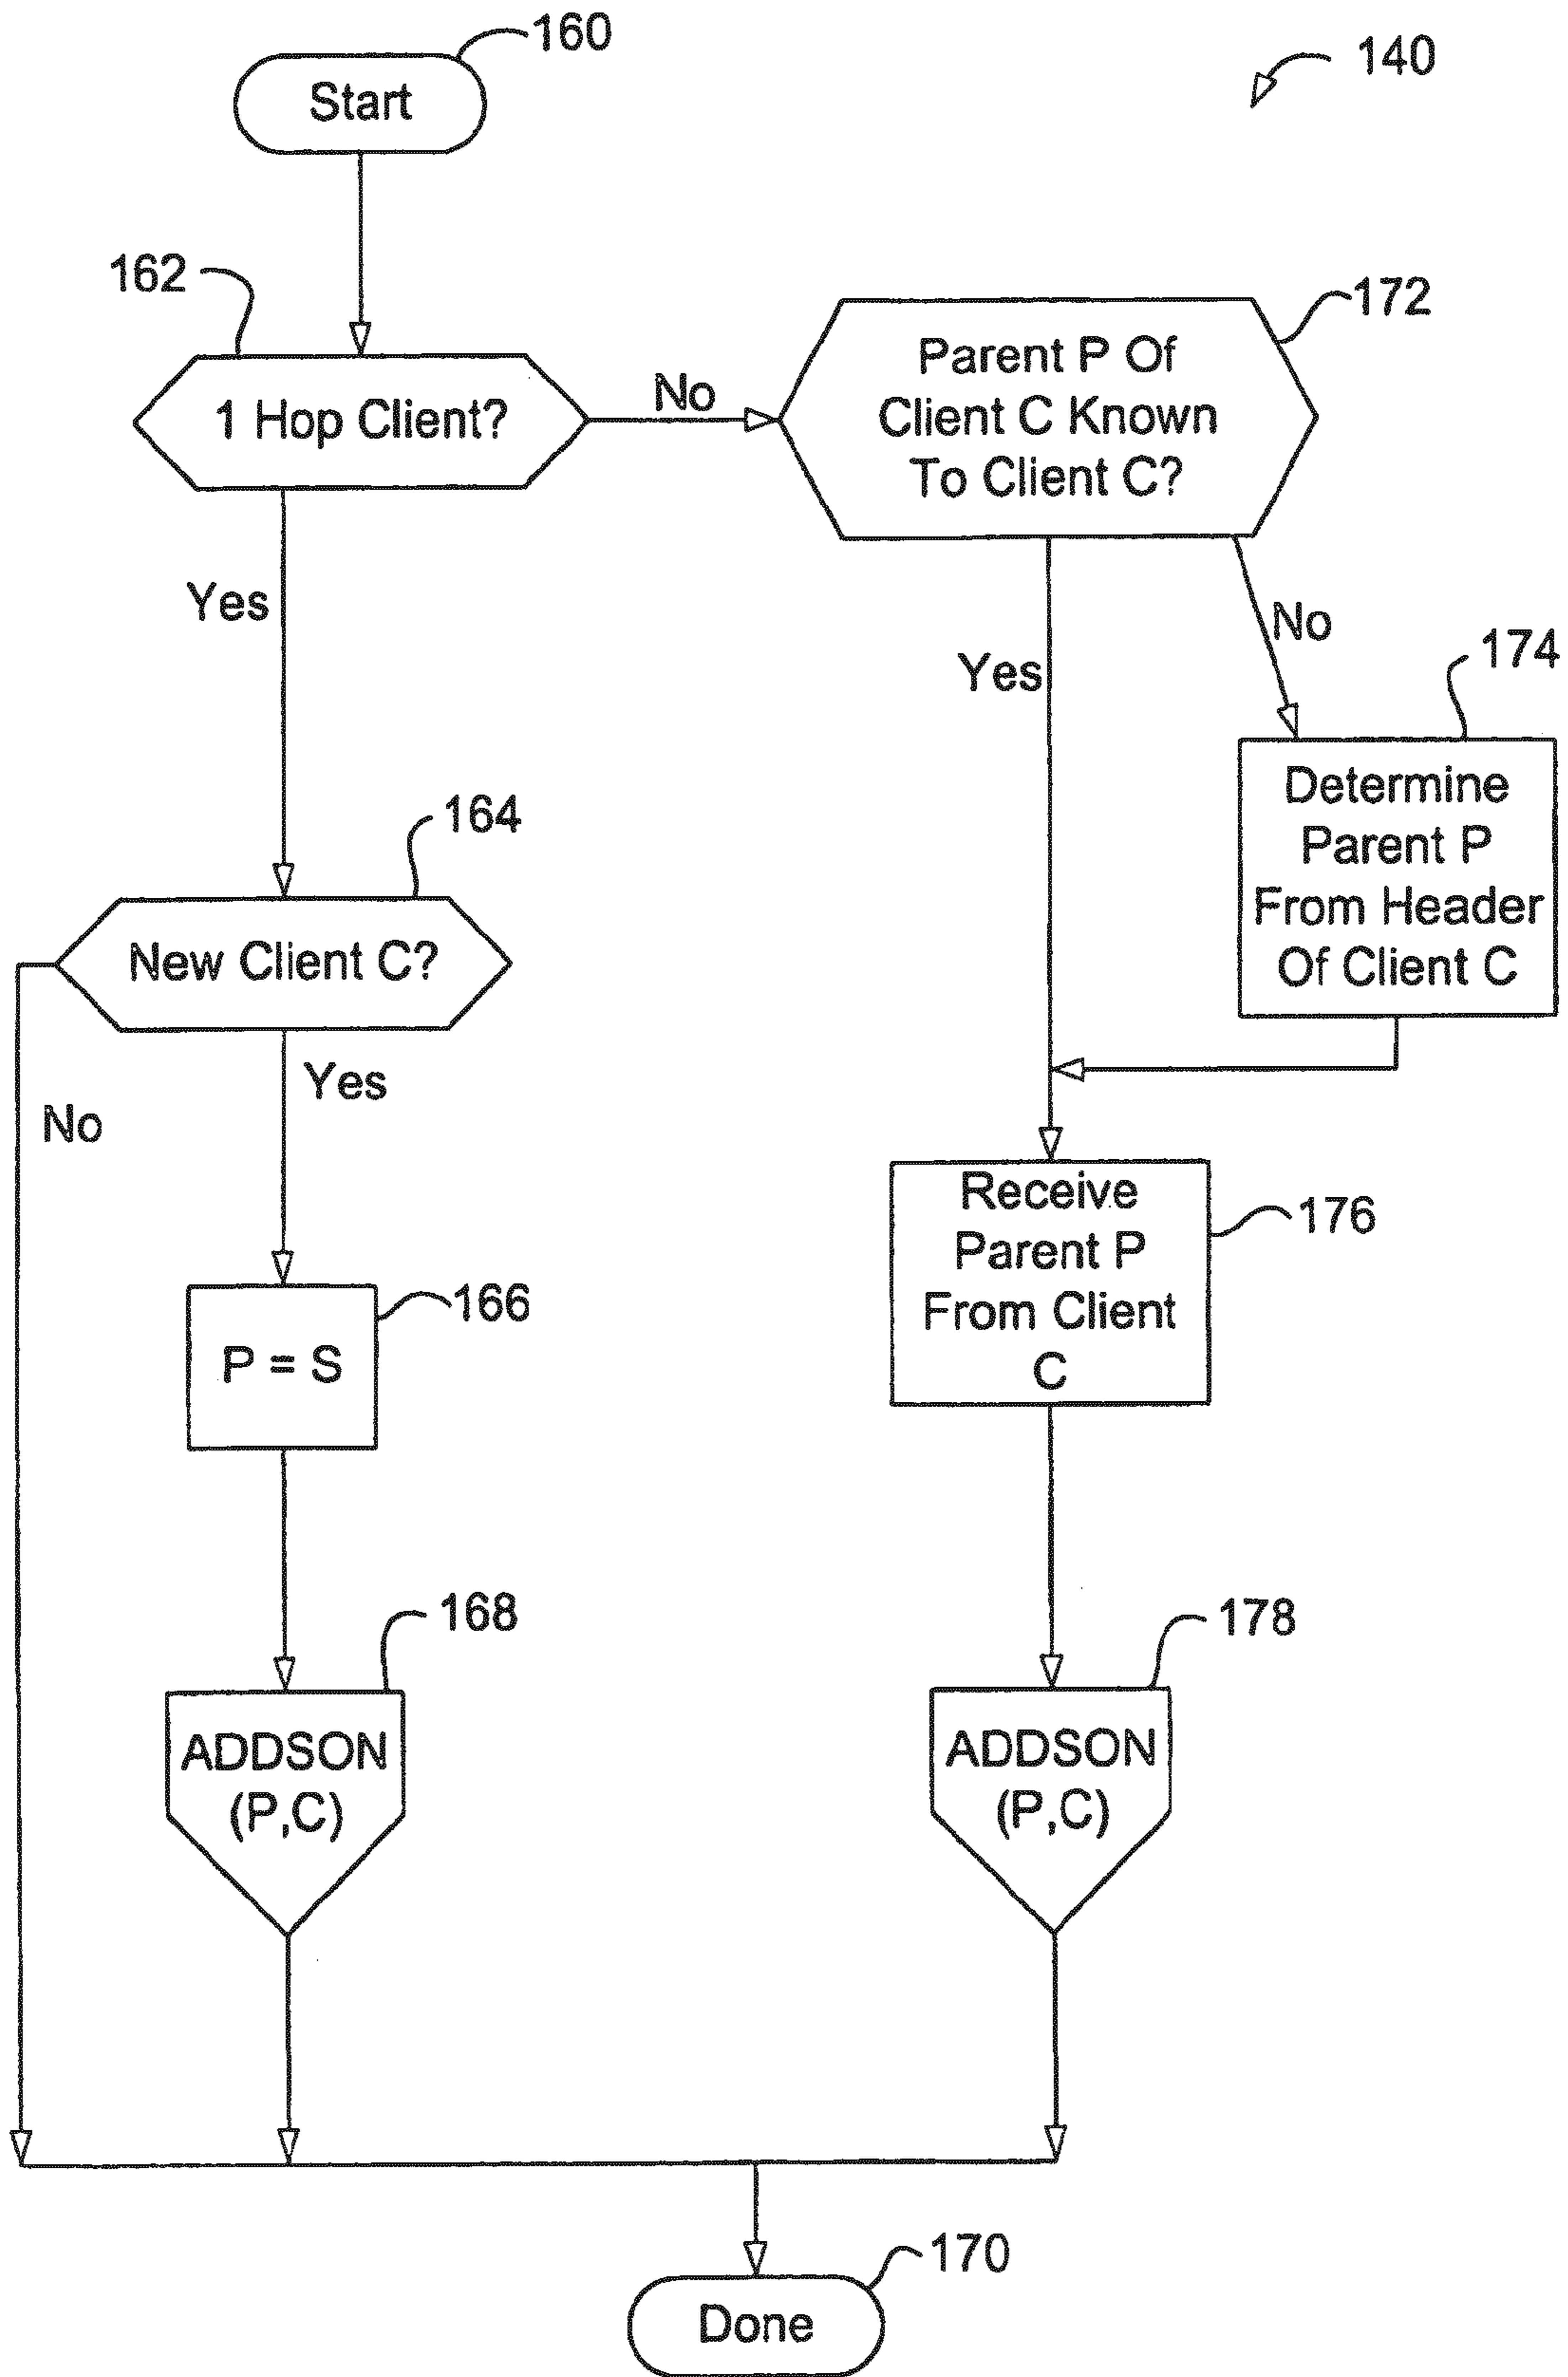 160
Start
140
162
1 Hop Client?
No
172
Parent P Of
Client C Known
To Client C?
Yes
Yes
No
174
Determine
Parent P
From Header
Of Client C
164
New Client C?
Yes
No
Receive
Parent P
From Client
C
176
166
P = S
168
ADDSON
(P,C)
178
ADDSON
(P,C)
170
Done